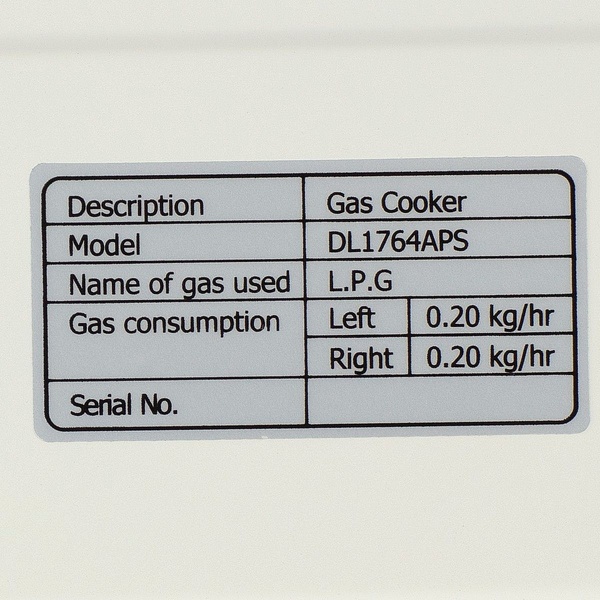 Description Gas Cooker
Model DL1764APS
Name of gas used L.P.G
Gas consumption Left 0.20 kg/hr
Right 0.20 kg/hr
Serial No.